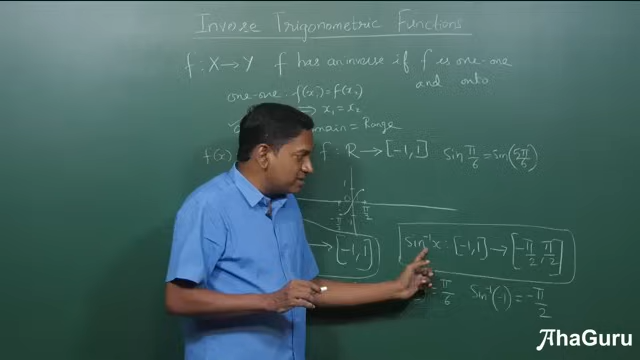 Inverse Trigonometric Functions
f : X → Y f has an inverse if f is one-one
and onto
one-one f(x₁) = f(x₂)
⟹ x₁ = x₂
= Range
f(x) f : R → [-1,1] sin π/6 = sin(5π/6)
-π/2 π/2
→ [-1,1] sin⁻¹x : [-1,1] → [-π/2, π/2]
= π/6 sin⁻¹(-1) = -π/2
AhaGuru